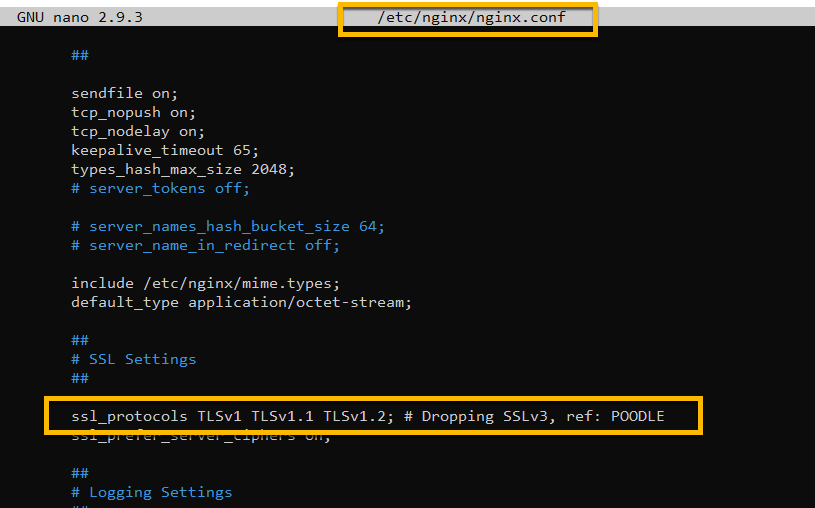 GNU nano 2.9.3 /etc/nginx/nginx.conf
##
sendfile on;
tcp_nopush on;
tcp_nodelay on;
keepalive_timeout 65;
types_hash_max_size 2048;
# server_tokens off;
# server_names_hash_bucket_size 64;
# server_name_in_redirect off;
include /etc/nginx/mime.types;
default_type application/octet-stream;
##
# SSL Settings
##
ssl_protocols TLSv1 TLSv1.1 TLSv1.2; # Dropping SSLv3, ref: POODLE
ssl_prefer_server_ciphers on;
##
# Logging Settings
##